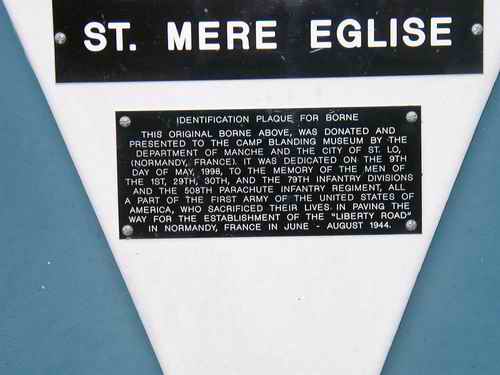 ST. MERE EGLISE
IDENTIFICATION PLAQUE FOR BORNE
THIS ORIGINAL BORNE ABOVE, WAS DONATED AND
PRESENTED TO THE CAMP BLANDING MUSEUM BY THE
DEPARTMENT OF MANCHE AND THE CITY OF ST. LO,
(NORMANDY, FRANCE). IT WAS DEDICATED ON THE 9TH
DAY OF MAY, 1998, TO THE MEMORY OF THE MEN OF
THE 1ST, 29TH, 30TH, AND THE 79TH INFANTRY DIVISIONS
AND THE 508TH PARACHUTE INFANTRY REGIMENT, ALL
A PART OF THE FIRST ARMY OF THE UNITED STATES OF
AMERICA, WHO SACRIFICED THEIR LIVES IN PAVING THE
WAY FOR THE ESTABLISHMENT OF THE "LIBERTY ROAD"
IN NORMANDY, FRANCE IN JUNE - AUGUST 1944.